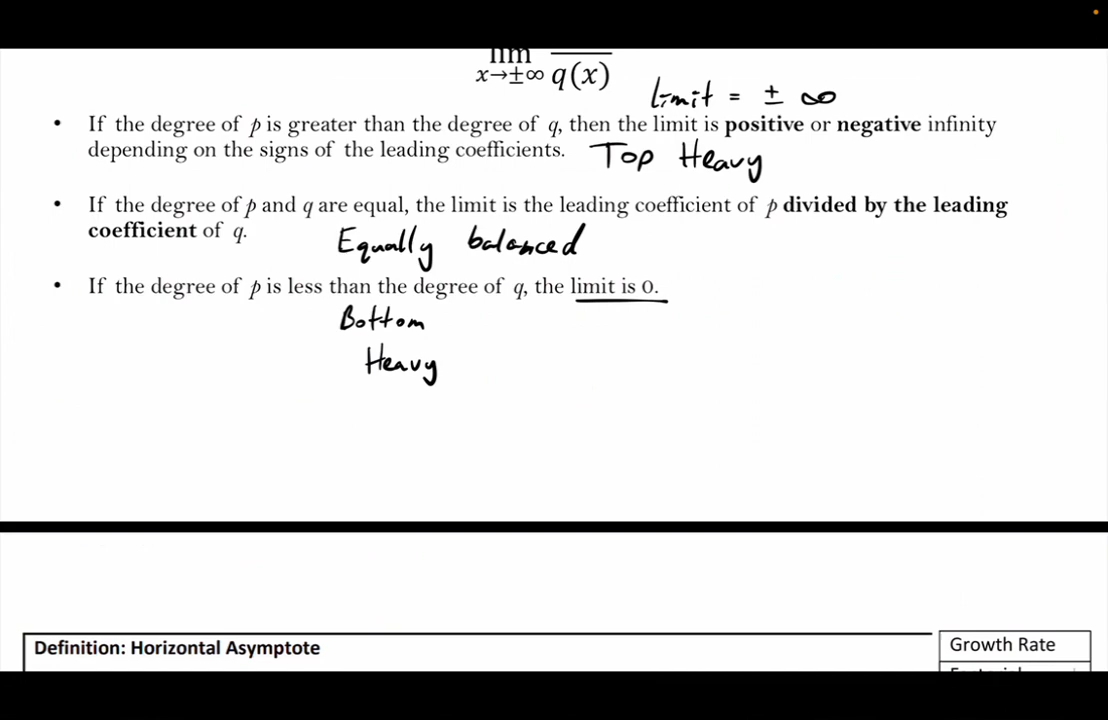 lim
x→±∞ q(x)
Limit = ± ∞
• If the degree of p is greater than the degree of q, then the limit is positive or negative infinity
depending on the signs of the leading coefficients. Top Heavy
• If the degree of p and q are equal, the limit is the leading coefficient of p divided by the leading
coefficient of q. Equally balanced
• If the degree of p is less than the degree of q, the limit is 0.
Bottom
Heavy
Definition: Horizontal Asymptote
Growth Rate